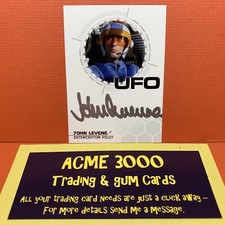 UFO
John Levene
JOHN LEVENE /
INTERCEPTOR PILOT
ACME 3000
TRADING & GUM CARDS
ALL YOUR TRADING CARD NEEDS ARE JUST A CLICK AWAY –
FOR MORE DETAILS SEND ME A MESSAGE.